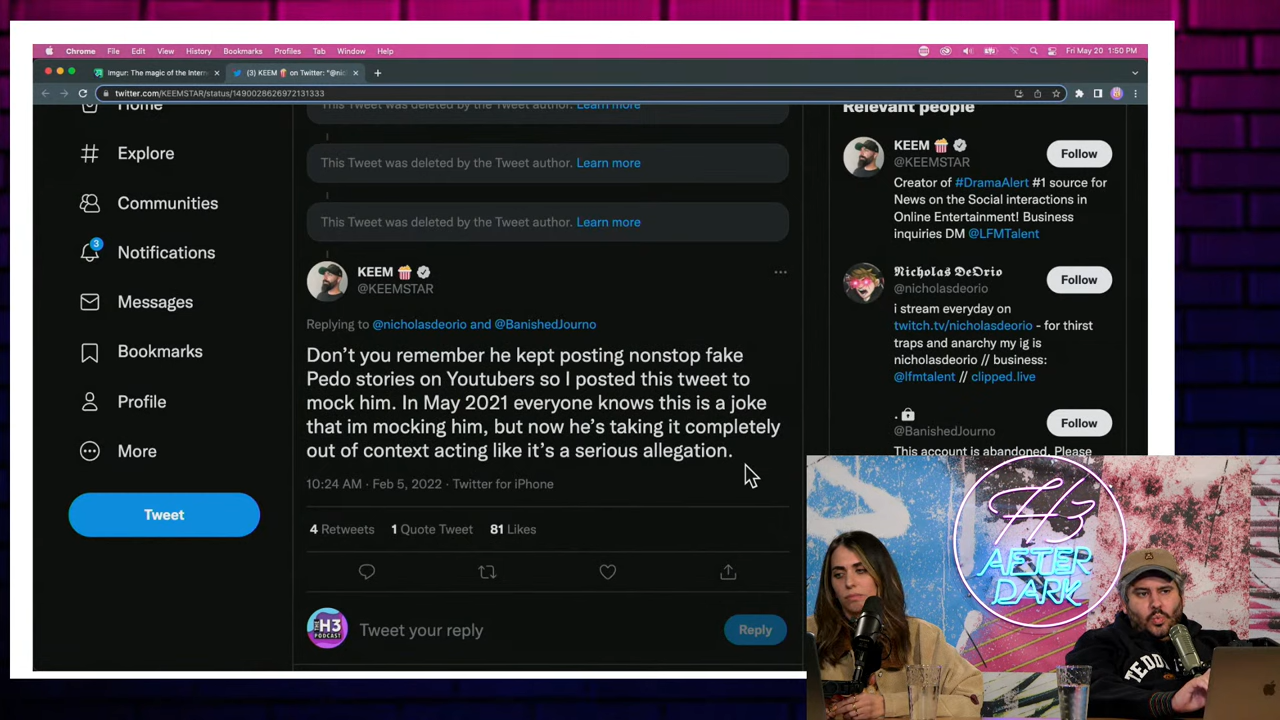 Chrome File Edit View History Bookmarks Profiles Tab Window Help
Fri May 20 1:50 PM
Imgur: The magic of the Intern
(3) KEEM 🍿 on Twitter: "@nic
twitter.com/KEEMSTAR/status/1490028626972131333
Home
Explore
Communities
3
Notifications
Messages
Bookmarks
Profile
More
Tweet
Learn more
This Tweet was deleted by the Tweet author. Learn more
This Tweet was deleted by the Tweet author. Learn more
KEEM 🍿
@KEEMSTAR
Replying to @nicholasdeorio and @BanishedJourno
Don't you remember he kept posting nonstop fake
Pedo stories on Youtubers so I posted this tweet to
mock him. In May 2021 everyone knows this is a joke
that im mocking him, but now he's taking it completely
out of context acting like it's a serious allegation.
10:24 AM · Feb 5, 2022 · Twitter for iPhone
4 Retweets 1 Quote Tweet 81 Likes
H3
PODCAST
Tweet your reply
Reply
Relevant people
KEEM 🍿
@KEEMSTAR
Follow
Creator of #DramaAlert #1 source for
News on the Social interactions in
Online Entertainment! Business
inquiries DM @LFMTalent
𝕹𝖎𝖈𝖍𝖔𝖑𝖆𝖘 𝕯𝖊𝕺𝖗𝖎𝖔
@nicholasdeorio
Follow
i stream everyday on
twitch.tv/nicholasdeorio - for thirst
traps and anarchy my ig is
nicholasdeorio // business:
@lfmtalent // clipped.live
. 🔒
@BanishedJourno
Follow
This account is abandoned. Please
H3
AFTER
DARK
TEDD